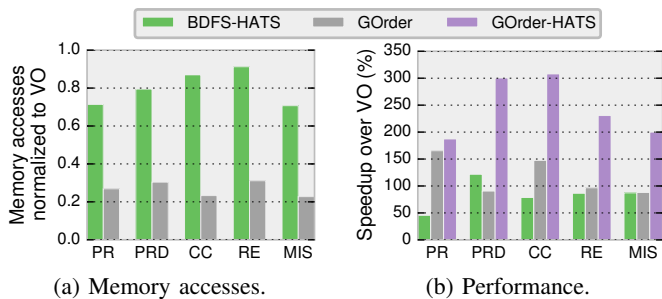 BDFS-HATS GOrder GOrder-HATS
Memory accesses
normalized to VO
1.0
0.8
0.6
0.4
0.2
0.0
PR PRD CC RE MIS
(a) Memory accesses.
Speedup over VO (%)
350
300
250
200
150
100
50
0
PR PRD CC RE MIS
(b) Performance.